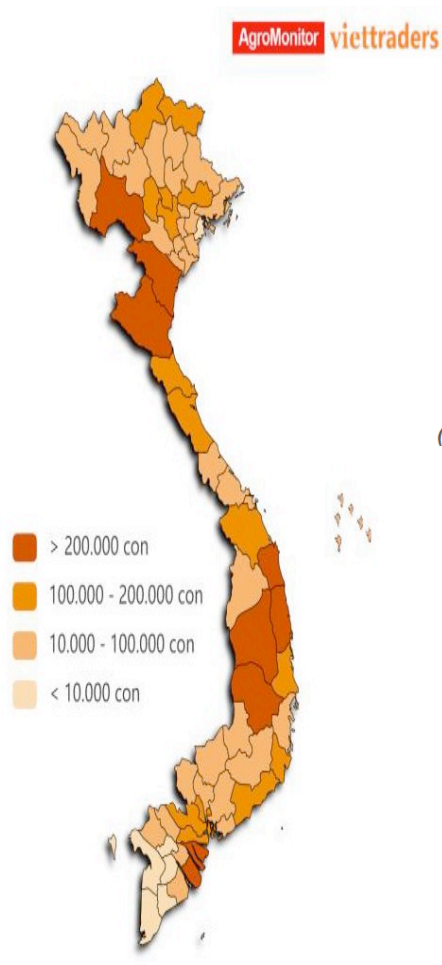 AgroMonitor viettraders
> 200.000 con
100.000 - 200.000 con
10.000 - 100.000 con
< 10.000 con